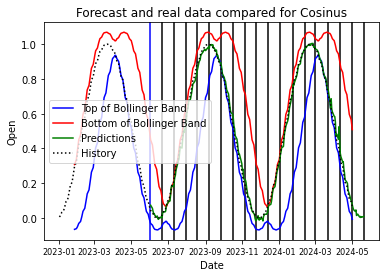 Forecast and real data compared for Cosinus
Open
1.0
0.8
0.6
0.4
0.2
0.0
Top of Bollinger Band
Bottom of Bollinger Band
Predictions
History
2023-01 2023-03 2023-05 2023-07 2023-09 2023-11 2024-01 2024-03 2024-05
Date